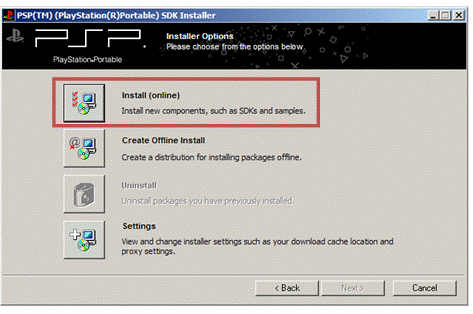 PSP(TM) (PlayStation(R)Portable) SDK Installer
PSP.
PlayStation Portable
Installer Options
Please choose from the options below
Install (online)
Install new components, such as SDKs and samples.
Create Offline Install
Create a distribution for installing packages offline.
Uninstall
Uninstall packages you have previously installed.
Settings
View and change installer settings such as your download cache location and
proxy settings.
< Back
Next >
Cancel